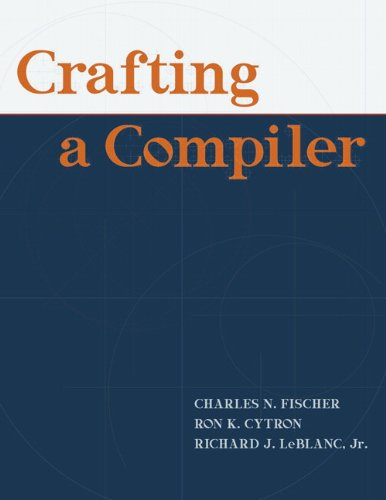 Crafting
a Compiler
CHARLES N. FISCHER
RON K. CYTRON
RICHARD J. LeBLANC, Jr.